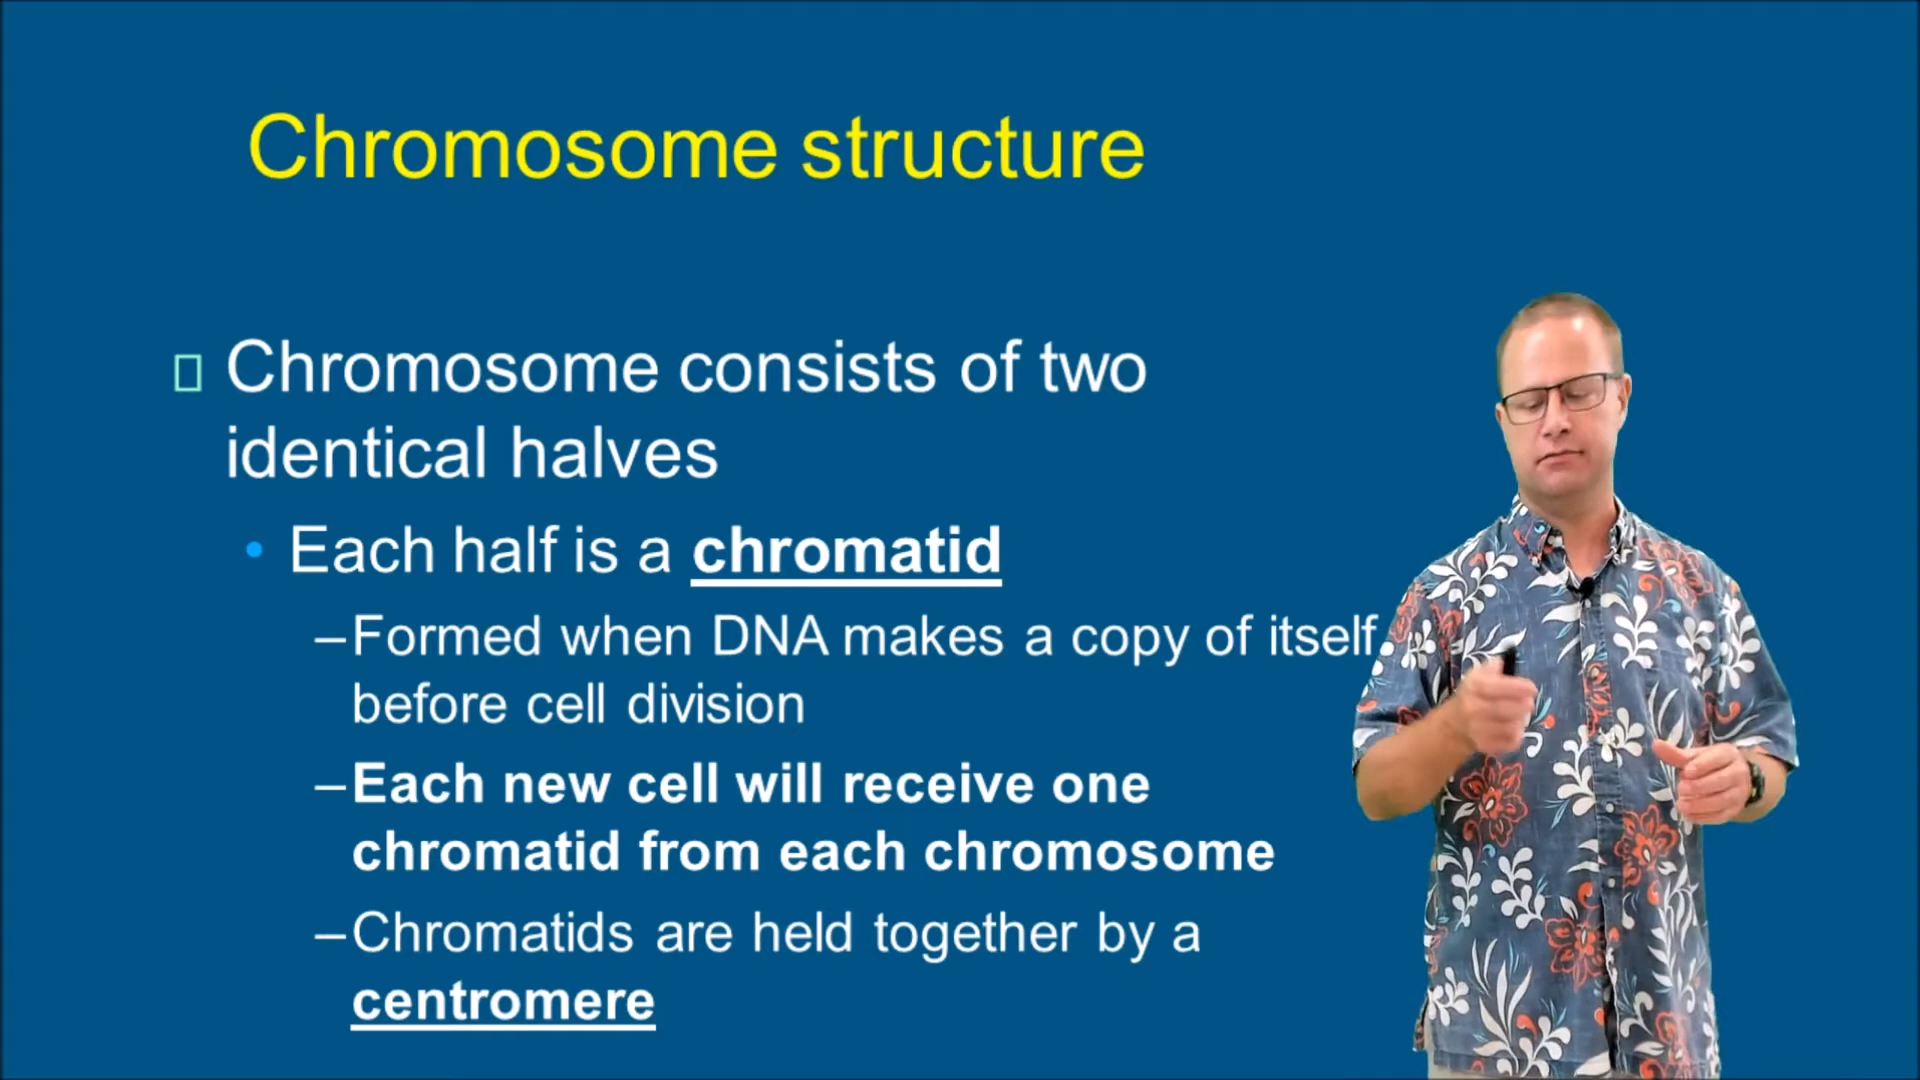 Chromosome structure
Chromosome consists of two
identical halves
• Each half is a chromatid
–Formed when DNA makes a copy of itself
before cell division
–Each new cell will receive one
chromatid from each chromosome
–Chromatids are held together by a
centromere